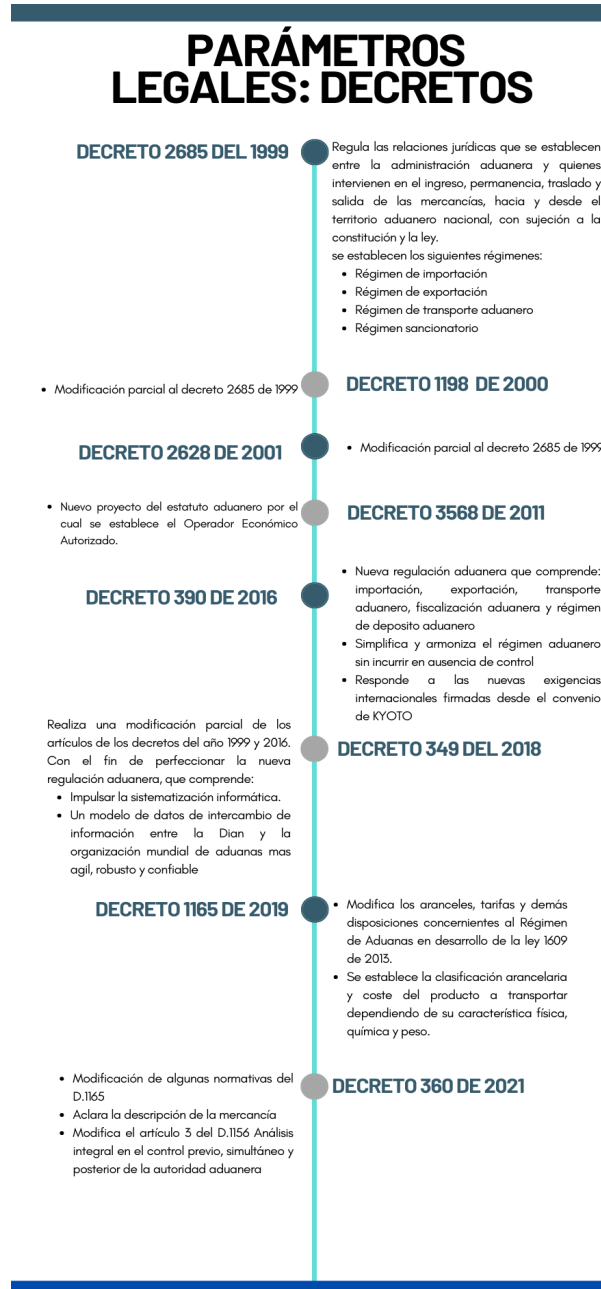 PARÁMETROS
LEGALES: DECRETOS
DECRETO 2685 DEL 1999
Regula las relaciones jurídicas que se establecen
entre la administración aduanera y quienes
intervienen en el ingreso, permanencia, traslado y
salida de las mercancías, hacia y desde el
territorio aduanero nacional, con sujeción a la
constitución y la ley.
se establecen los siguientes régimenes:
• Régimen de importación
• Régimen de exportación
• Régimen de transporte aduanero
• Régimen sancionatorio
DECRETO 1198 DE 2000
• Modificación parcial al decreto 2685 de 1999
DECRETO 2628 DE 2001
• Modificación parcial al decreto 2685 de 1999
DECRETO 3568 DE 2011
• Nuevo proyecto del estatuto aduanero por el
cual se establece el Operador Económico
Autorizado.
DECRETO 390 DE 2016
• Nueva regulación aduanera que comprende:
importación, exportación, transporte
aduanero, fiscalización aduanera y régimen
de deposito aduanero
• Simplifica y armoniza el régimen aduanero
sin incurrir en ausencia de control
• Responde a las nuevas exigencias
internacionales firmadas desde el convenio
de KYOTO
DECRETO 349 DEL 2018
Realiza una modificación parcial de los
artículos de los decretos del año 1999 y 2016.
Con el fin de perfeccionar la nueva
regulación aduanera, que comprende:
• Impulsar la sistematización informática.
• Un modelo de datos de intercambio de
información entre la Dian y la
organización mundial de aduanas mas
agil, robusto y confiable
DECRETO 1165 DE 2019
• Modifica los aranceles, tarifas y demás
disposiciones concernientes al Régimen
de Aduanas en desarrollo de la ley 1609
de 2013.
• Se establece la clasificación arancelaria
y coste del producto a transportar
dependiendo de su característica física,
química y peso.
DECRETO 360 DE 2021
• Modificación de algunas normativas del
D.1165
• Aclara la descripción de la mercancía
• Modifica el artículo 3 del D.1156 Análisis
integral en el control previo, simultáneo y
posterior de la autoridad aduanera